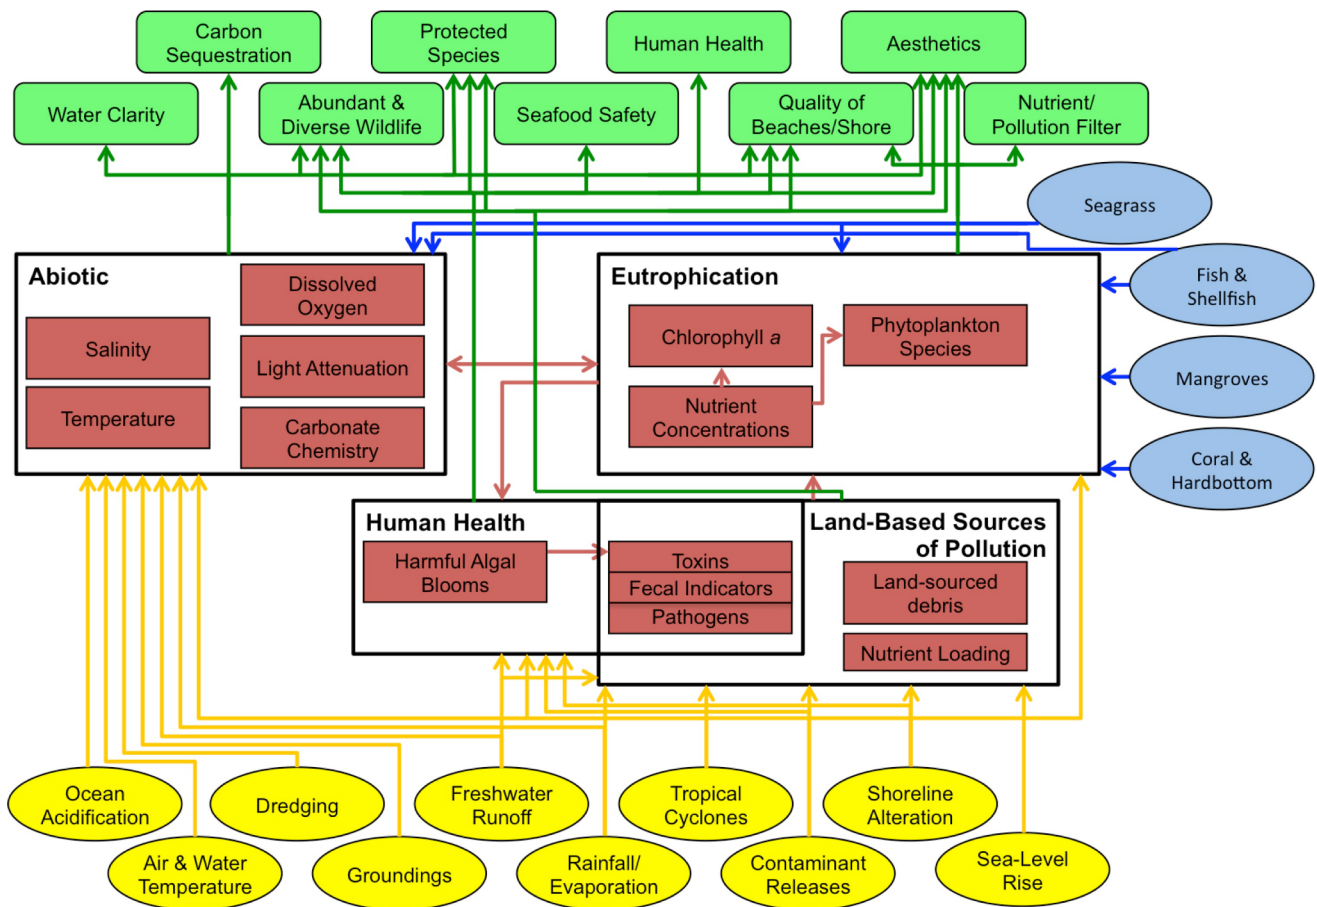 Carbon
Sequestration
Protected
Species
Human Health
Aesthetics
Water Clarity
Abundant &
Diverse Wildlife
Seafood Safety
Quality of
Beaches/Shore
Nutrient/
Pollution Filter
Seagrass
Fish &
Shellfish
Mangroves
Coral &
Hardbottom
Abiotic
Dissolved
Oxygen
Salinity
Light Attenuation
Temperature
Carbonate
Chemistry
Eutrophication
Chlorophyll a
Phytoplankton
Species
Nutrient
Concentrations
Human Health
Harmful Algal
Blooms
Toxins
Fecal Indicators
Pathogens
Land-Based Sources
of Pollution
Land-sourced
debris
Nutrient Loading
Ocean
Acidification
Dredging
Freshwater
Runoff
Tropical
Cyclones
Shoreline
Alteration
Air & Water
Temperature
Groundings
Rainfall/
Evaporation
Contaminant
Releases
Sea-Level
Rise